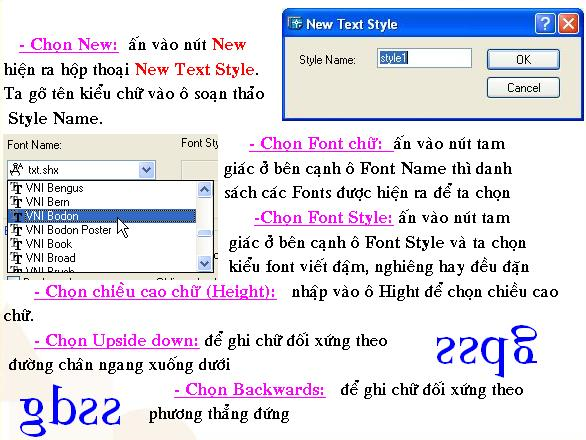 - Chọn New: ấn vào nút New
hiện ra hộp thoại New Text Style.
Ta gõ tên kiểu chữ vào ô soạn thảo
Style Name.
New Text Style
Style Name:
style1
OK
Cancel
Font Name:
Font Sty
txt.shx
VNI Bengus
VNI Bern
VNI Bodon
VNI Bodon Poster
VNI Book
VNI Broad
VNI Brush
- Chọn Font chữ: ấn vào nút tam
giác ở bên cạnh ô Font Name thì danh
sách các Fonts được hiện ra để ta chọn
-Chọn Font Style: ấn vào nút tam
giác ở bên cạnh ô Font Style và ta chọn
kiểu font viết đậm, nghiêng hay đều đặn
- Chọn chiều cao chữ (Height): nhập vào ô Hight để chọn chiều cao
chữ.
- Chọn Upside down: để ghi chữ đối xứng theo
đường chân ngang xuống dưới
- Chọn Backwards: để ghi chữ đối xứng theo
phương thẳng đứng